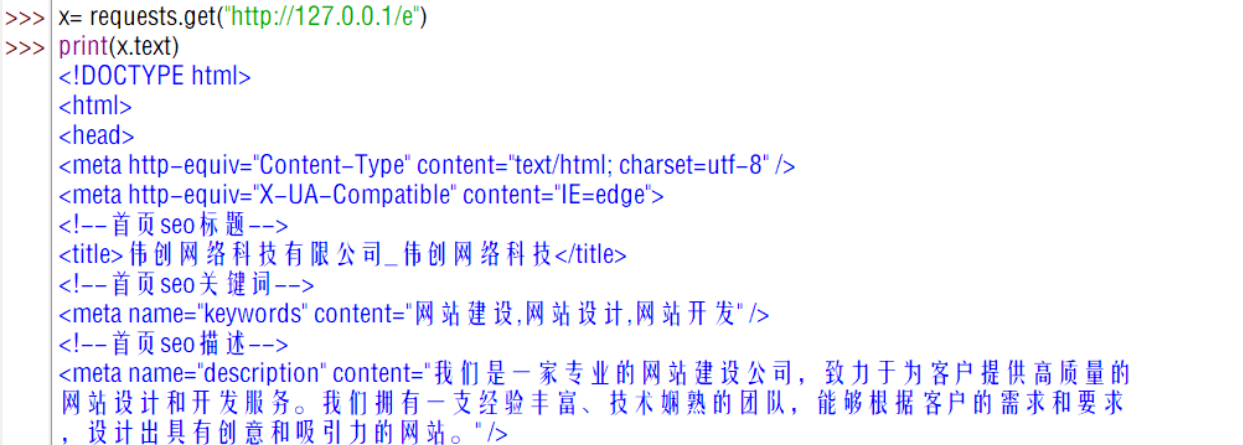 >>> x= requests.get("http://127.0.0.1/e")
>>> print(x.text)
<!DOCTYPE html>
<html>
<head>
<meta http-equiv="Content-Type" content="text/html; charset=utf-8" />
<meta http-equiv="X-UA-Compatible" content="IE=edge">
<!--首页seo标题-->
<title>伟创网络科技有限公司_伟创网络科技</title>
<!--首页seo关键词-->
<meta name="keywords" content="网站建设,网站设计,网站开发" />
<!--首页seo描述-->
<meta name="description" content="我们是一家专业的网站建设公司，致力于为客户提供高质量的
网站设计和开发服务。我们拥有一支经验丰富、技术娴熟的团队，能够根据客户的需求和要求
，设计出具有创意和吸引力的网站。" />